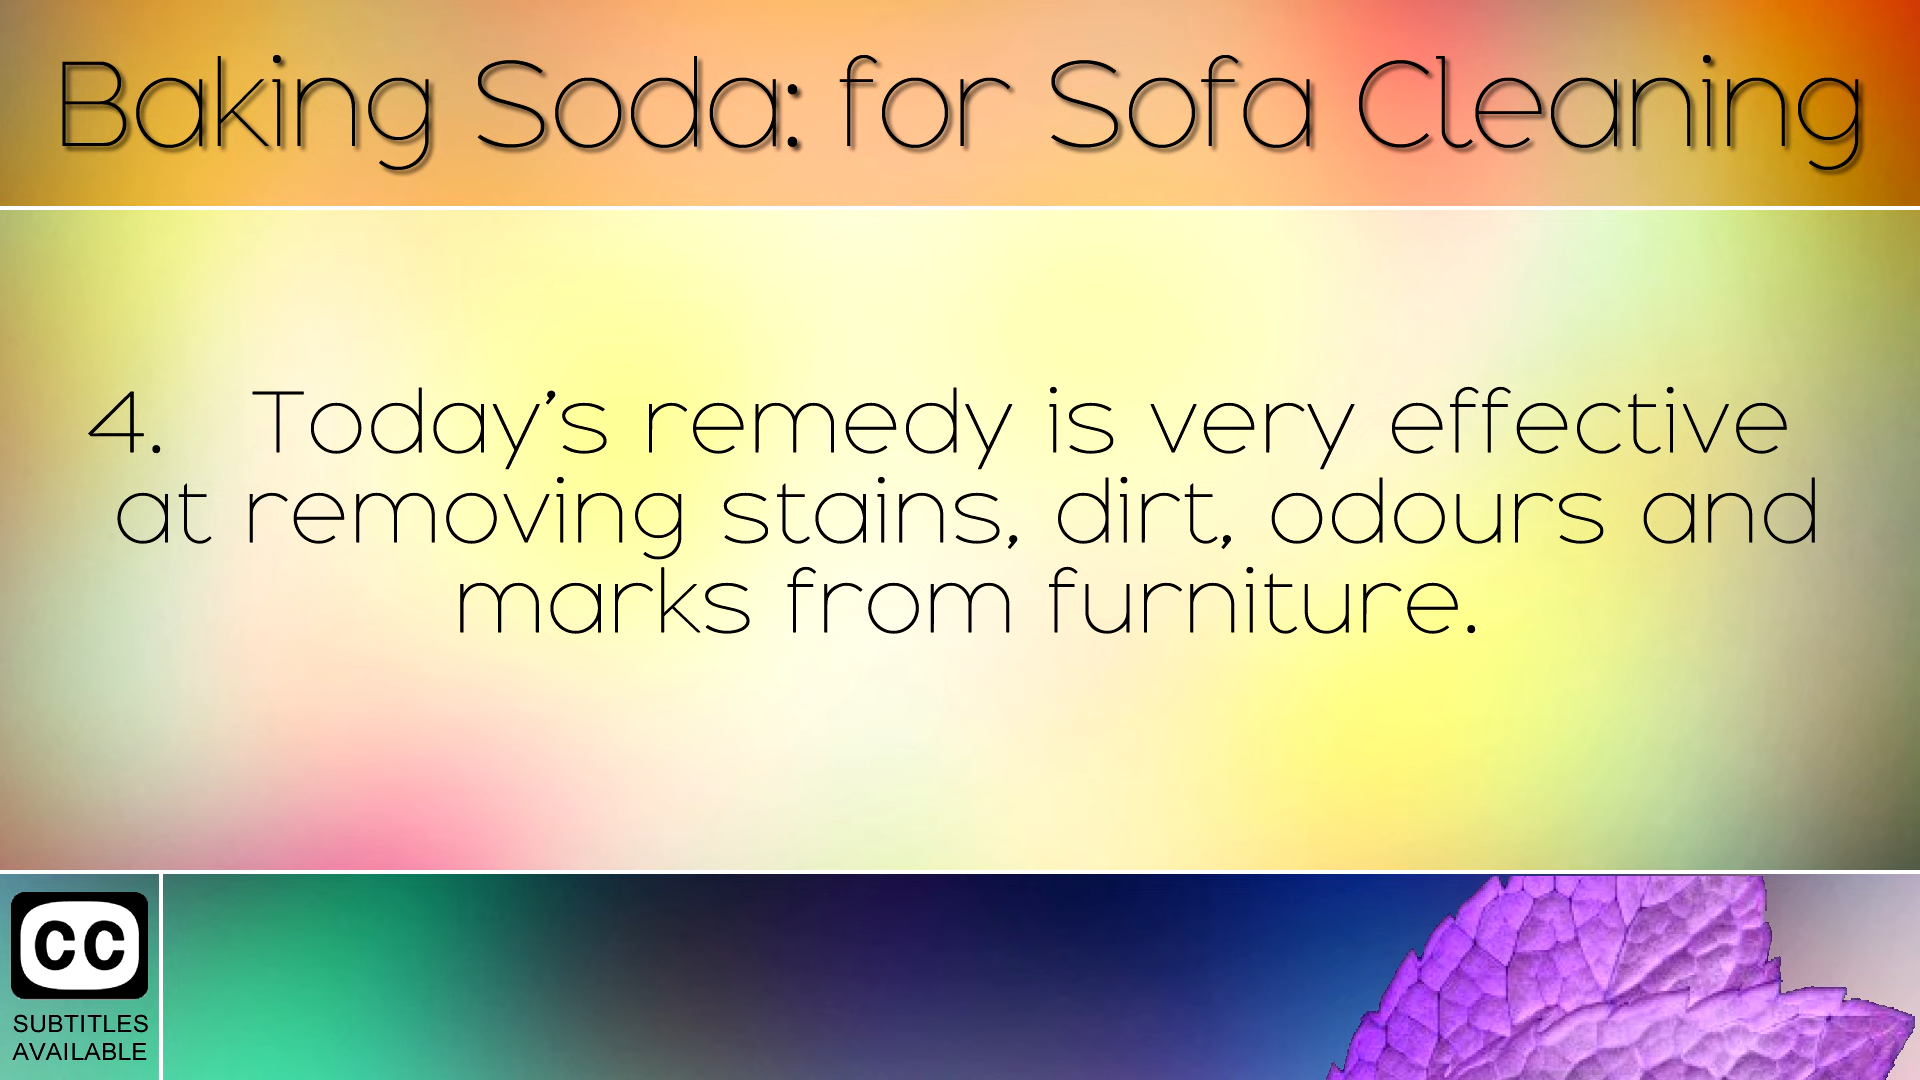 Baking Soda: for Sofa Cleaning
4. Today's remedy is very effective
at removing stains, dirt, odours and
marks from furniture.
CC
SUBTITLES
AVAILABLE